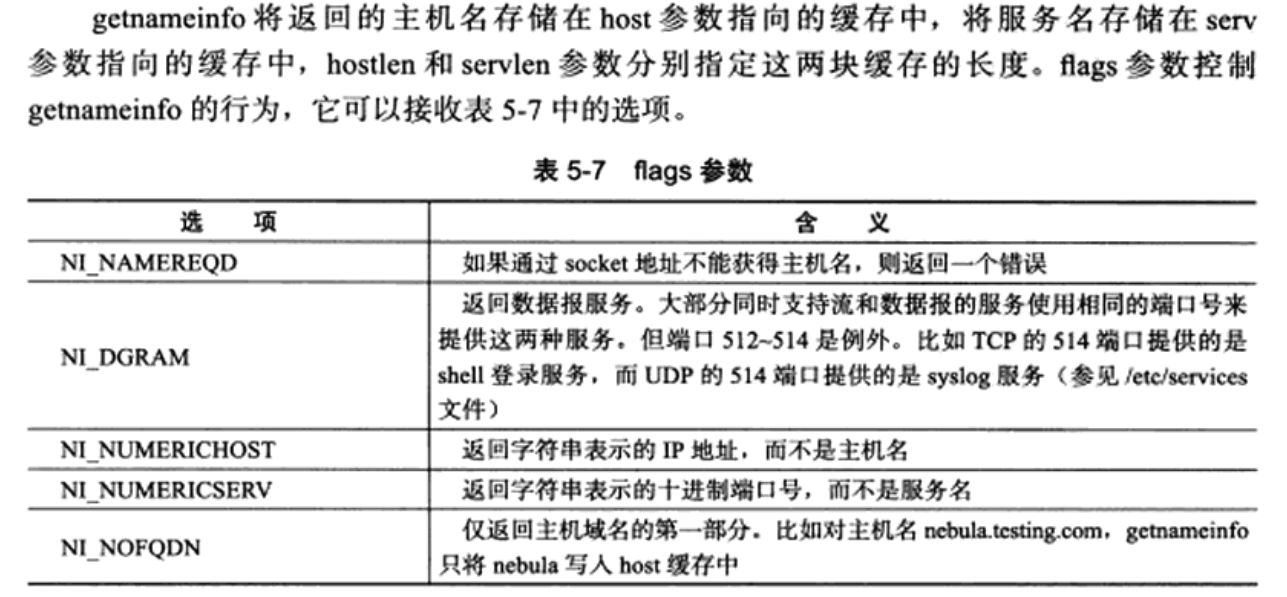 getnameinfo 将返回的主机名存储在 host 参数指向的缓存中，将服务名存储在 serv
参数指向的缓存中，hostlen 和 servlen 参数分别指定这两块缓存的长度。flags 参数控制
getnameinfo 的行为，它可以接收表 5-7 中的选项。
表 5-7 flags 参数
选 项 含 义
NI_NAMEREQD 如果通过 socket 地址不能获得主机名，则返回一个错误
NI_DGRAM 返回数据报服务。大部分同时支持流和数据报的服务使用相同的端口号来
提供这两种服务。但端口 512~514 是例外。比如 TCP 的 514 端口提供的是
shell 登录服务，而 UDP 的 514 端口提供的是 syslog 服务（参见 /etc/services
文件）
NI_NUMERICHOST 返回字符串表示的 IP 地址，而不是主机名
NI_NUMERICSERV 返回字符串表示的十进制端口号，而不是服务名
NI_NOFQDN 仅返回主机域名的第一部分。比如对主机名 nebula.testing.com，getnameinfo
只将 nebula 写入 host 缓存中